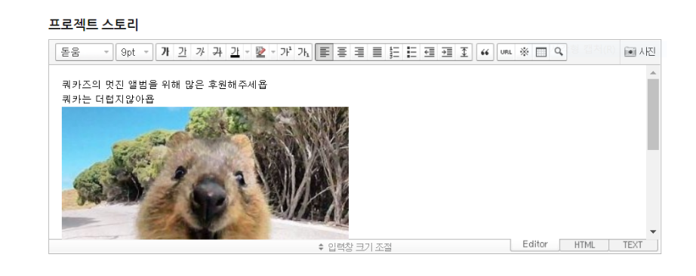 프로젝트 스토리
돋움 9pt 가 가 가 가 가 가¹ 가₁ “ URL 사진
쿼카즈의 멋진 앨범을 위해 많은 후원해주세욥
쿼카는 더럽지않아욥
입력창 크기 조절
Editor HTML TEXT